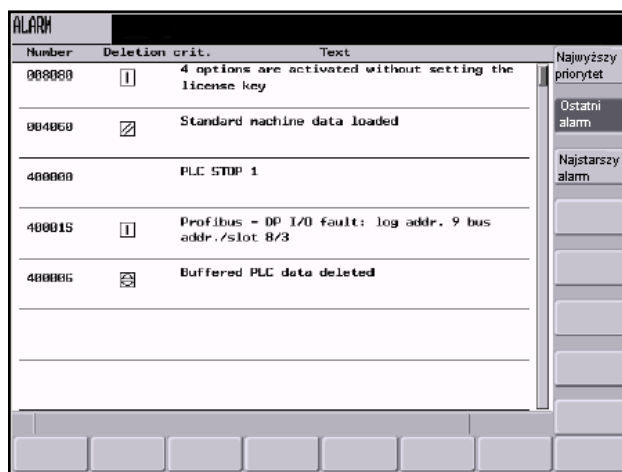 ALARM
Number Deletion crit. Text
Najwyższy
priorytet
008080 4 options are activated without setting the
license key
Ostatni
alarm
004060 Standard machine data loaded
Najstarszy
alarm
400000 PLC STOP 1
400015 Profibus - DP I/O fault: log addr. 9 bus
addr./slot 8/3
400006 Buffered PLC data deleted